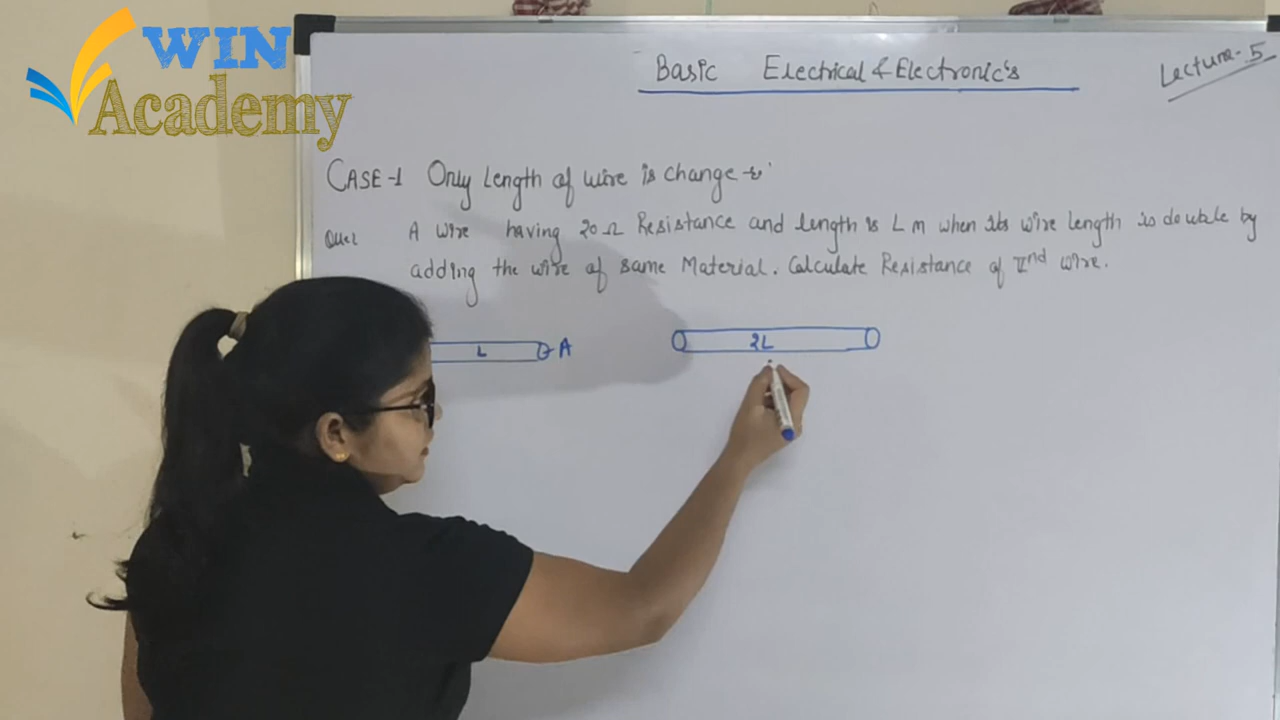 WIN
Academy
Basic Electrical & Electronic's
Lecture-5
CASE-1 Only Length of wire is change
A wire having 20Ω Resistance and length is L m when its wire length is double by
adding the wire of same Material. Calculate Resistance of IInd wire.
L A
2L